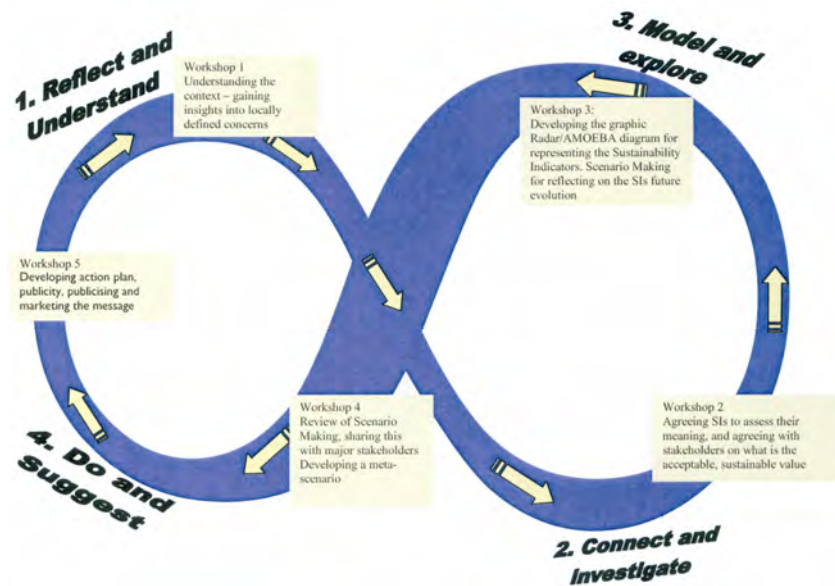 1. Reflect and
Understand
Workshop 1
Understanding the
context – gaining
insights into locally
defined concerns
3. Model and
explore
Workshop 3:
Developing the graphic
Radar/AMOEBA diagram for
representing the Sustainability
Indicators. Scenario Making
for reflecting on the SIs future
evolution
Workshop 5
Developing action plan,
publicity, publicising and
marketing the message
Workshop 4
Review of Scenario
Making, sharing this
with major stakeholders
Developing a meta-
scenario
Workshop 2
Agreeing SIs to assess their
meaning, and agreeing with
stakeholders on what is the
acceptable, sustainable value
4. Do and
Suggest
2. Connect and
investigate